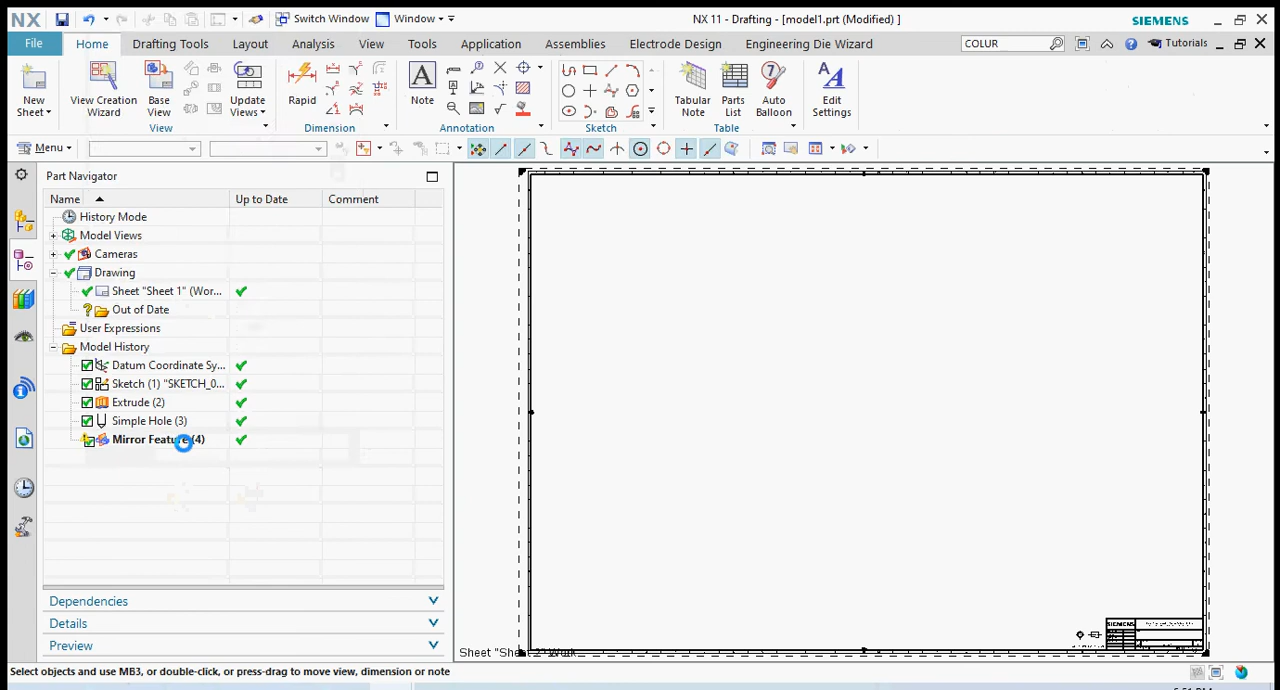 NX
Switch Window
Window
NX 11 - Drafting - [model1.prt (Modified) ]
SIEMENS
File
Home
Drafting Tools
Layout
Analysis
View
Tools
Application
Assemblies
Electrode Design
Engineering Die Wizard
COLUR
Tutorials
New
Sheet
View Creation
Wizard
Base
View
Update
Views
Rapid
Note
Tabular
Note
Parts
List
Auto
Balloon
Edit
Settings
View
Dimension
Annotation
Sketch
Table
Menu
Part Navigator
Name
Up to Date
Comment
History Mode
Model Views
Cameras
Drawing
Sheet "Sheet 1" (Wor...
Out of Date
User Expressions
Model History
Datum Coordinate Sy...
Sketch (1) "SKETCH_0...
Extrude (2)
Simple Hole (3)
Mirror Feature (4)
Dependencies
Details
Preview
SIEMENS
Select objects and use MB3, or double-click, or press-drag to move view, dimension or note